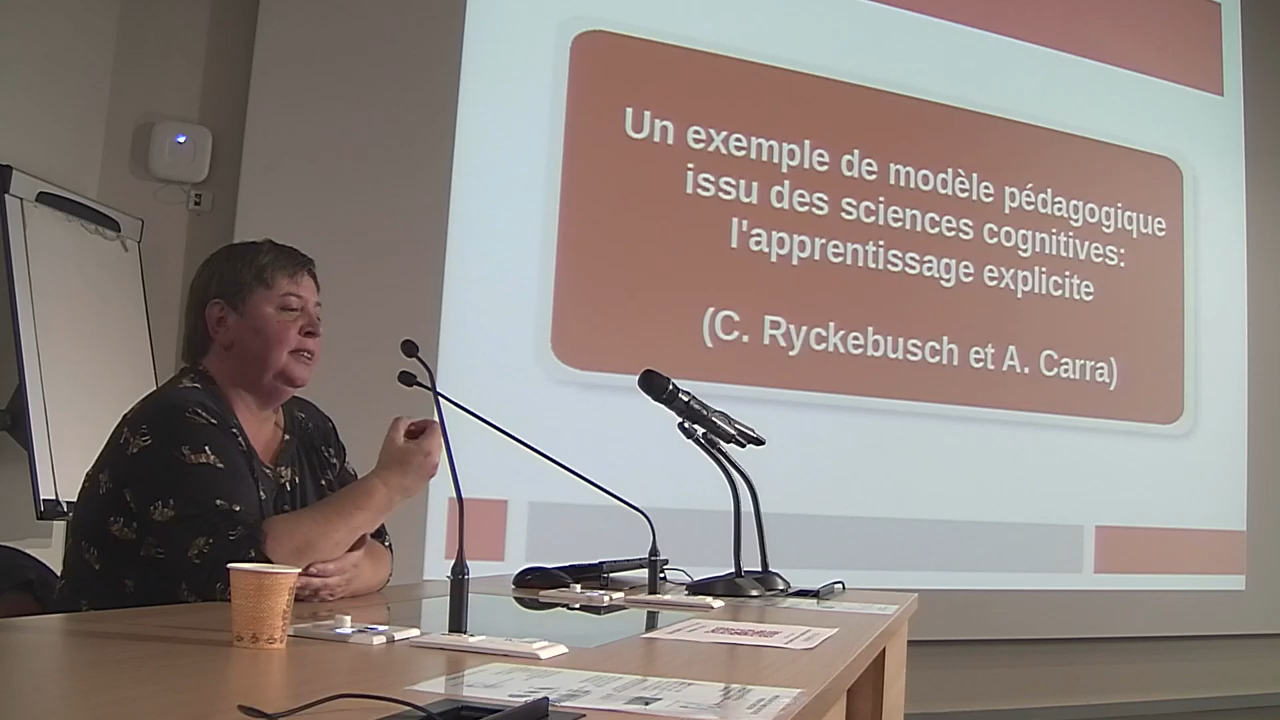 Un exemple de modèle pédagogique
issu des sciences cognitives:
l'apprentissage explicite
(C. Ryckebusch et A. Carra)